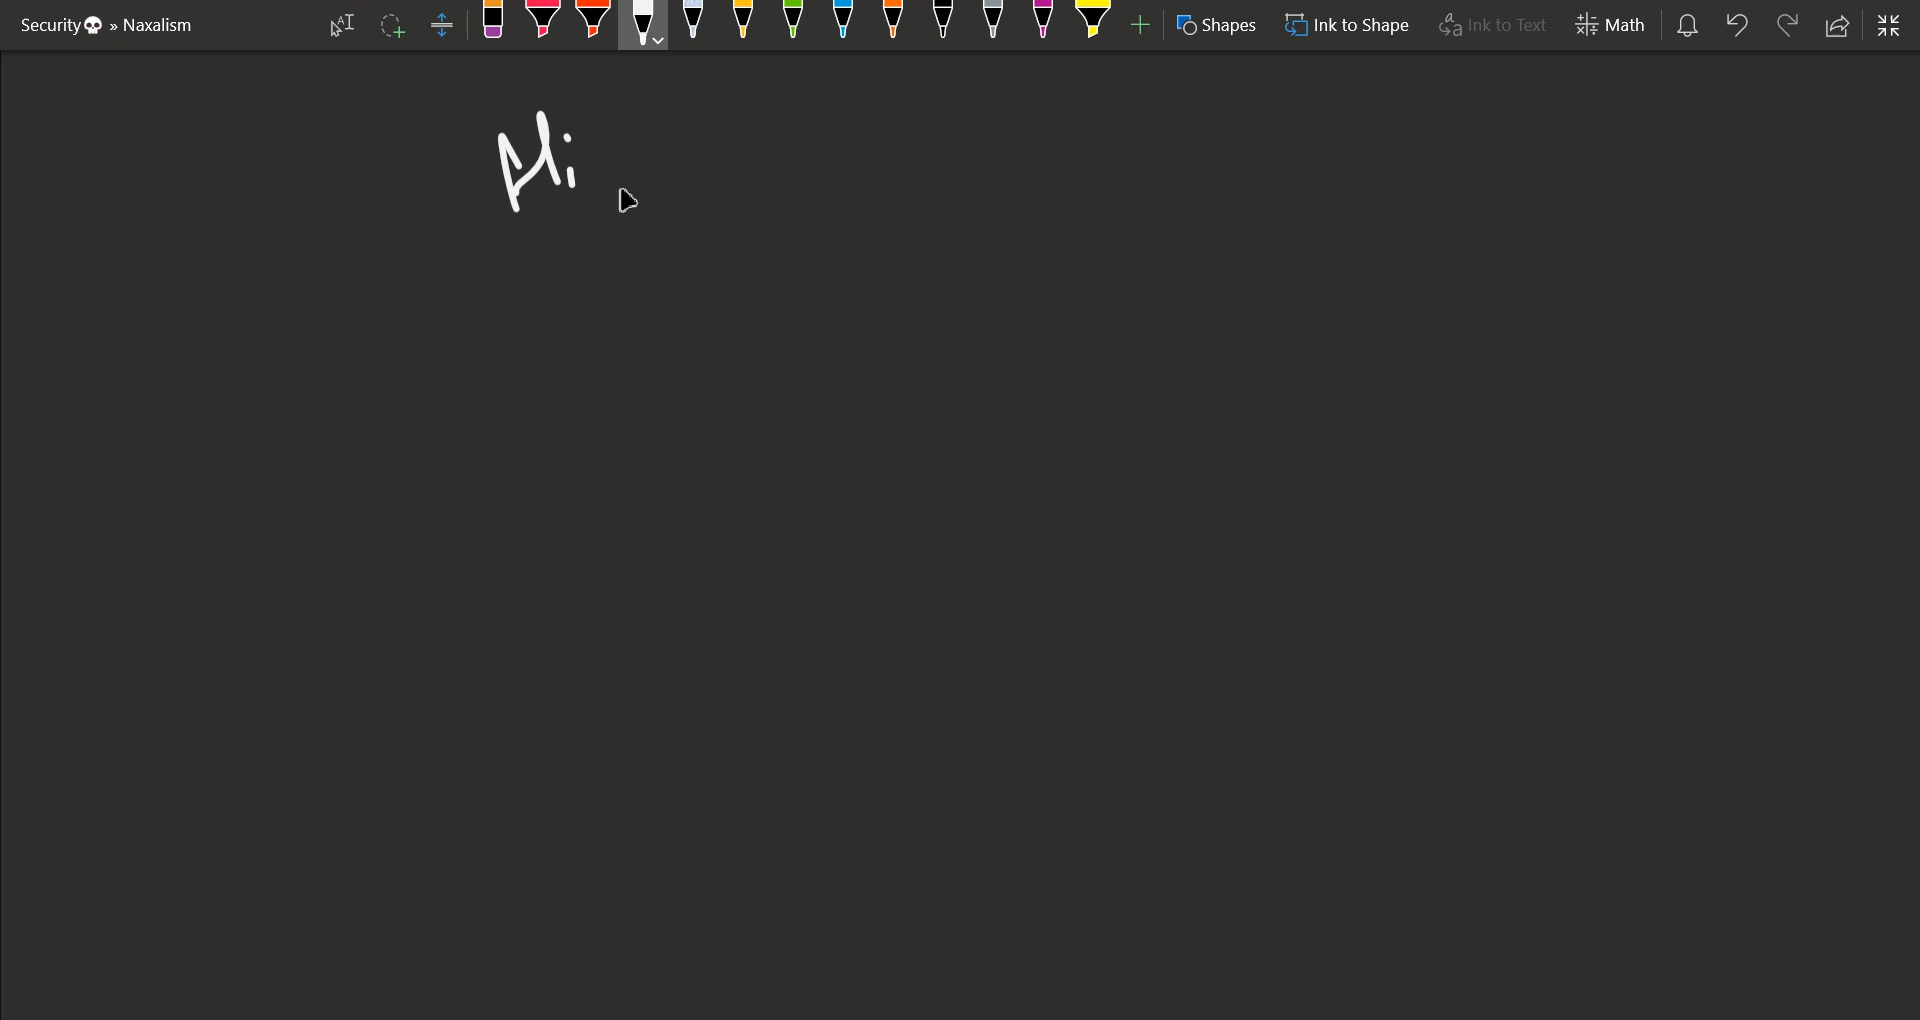 Security💀 » Naxalism
Shapes
Ink to Shape
Ink to Text
Math
Hi